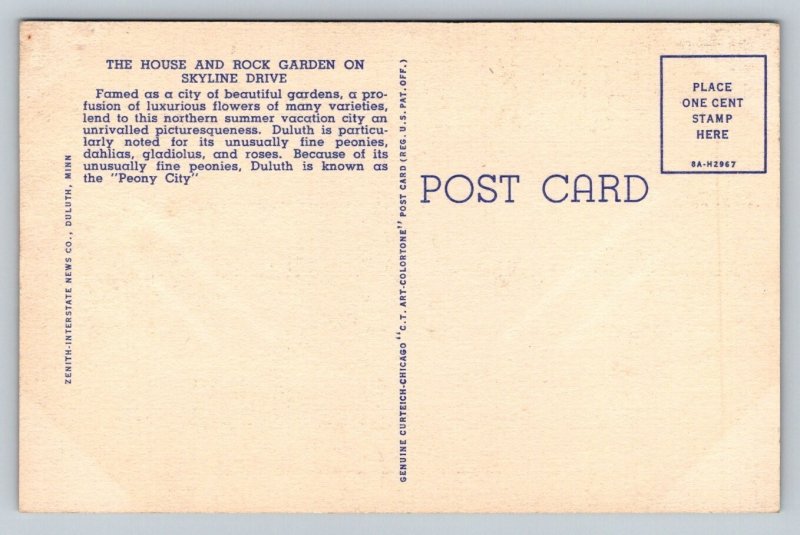 THE HOUSE AND ROCK GARDEN ON
SKYLINE DRIVE
Famed as a city of beautiful gardens, a pro-
fusion of luxurious flowers of many varieties,
lend to this northern summer vacation city an
unrivalled picturesqueness. Duluth is particu-
larly noted for its unusually fine peonies,
dahlias, gladiolus, and roses. Because of its
unusually fine peonies, Duluth is known as
the "Peony City"
ZENITH-INTERSTATE NEWS CO., DULUTH, MINN
GENUINE CURTEICH-CHICAGO "C.T. ART-COLORTONE" POST CARD (REG. U.S. PAT. OFF.)
POST CARD
PLACE
ONE CENT
STAMP
HERE
8A-H2967